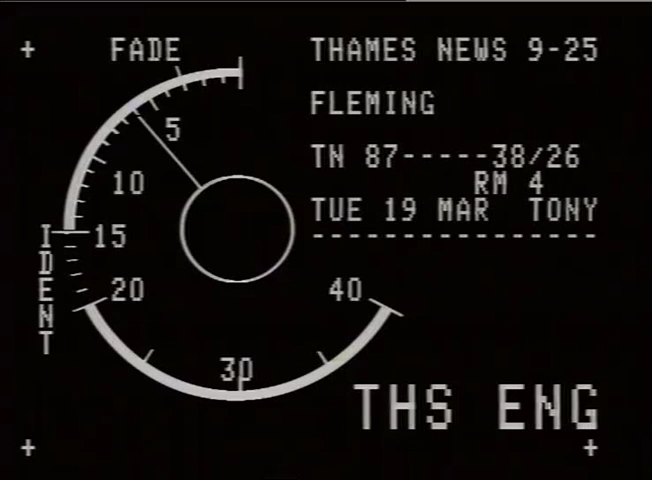 FADE
THAMES NEWS 9-25
FLEMING
TN 87-----38/26
RM 4
TUE 19 MAR TONY
----------------
5
10
15
20
30
40
IDENT
THS ENG